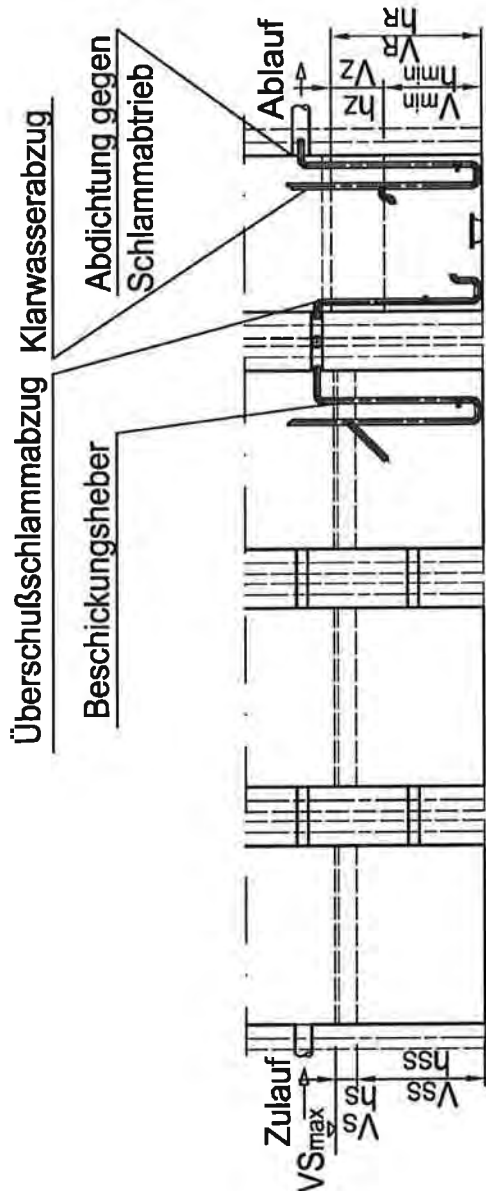 Überschußschlammabzug
Klarwasserabzug
Beschickungsheber
Abdichtung gegen
Schlammabtrieb
Zulauf
VSmax
Vs
hs
Vss
hss
Ablauf
hz
Vz
Vmin
hmin
VR
hR